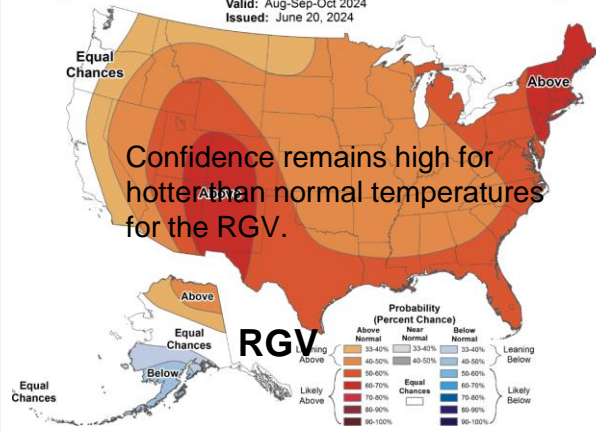 Valid: Aug-Sep-Oct 2024
Issued: June 20, 2024
Equal
Chances
Above
Confidence remains high for
hotter than normal temperatures
for the RGV.
Above
Above
Equal
Chances
Below
Equal
Chances
RGV
Probability
(Percent Chance)
Above
Normal
Near
Normal
Below
Normal
Leaning
Above
33-40%
33-40%
33-40%
Leaning
Below
40-50%
40-50%
40-50%
50-60%
50-60%
Likely
Above
60-70%
Equal
Chances
60-70%
Likely
Below
70-80%
70-80%
80-90%
80-90%
90-100%
90-100%